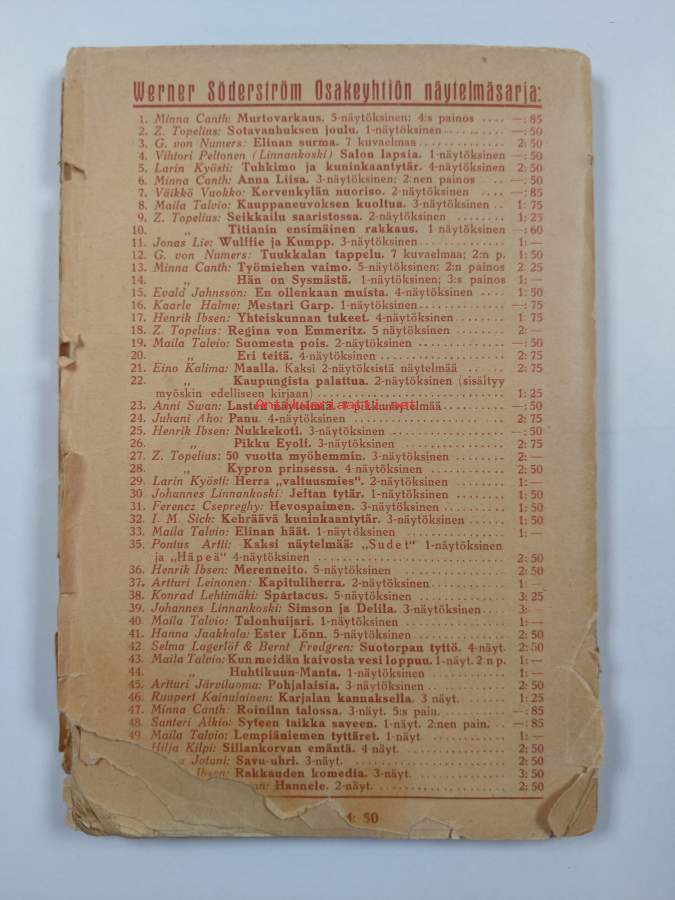 Werner Söderström Osakeyhtiön näytelmäsarja:
1. Minna Canth: Murtovarkaus. 5-näytöksinen; 4:s painos —: 85
2. Z. Topelius: Sotavanhuksen joulu. 1-näytöksinen —: 50
3. G. von Numers: Elinan surma. 7 kuvaelmaa 2: 50
4. Vihtori Peltonen (Linnankoski) Salon lapsia. 1-näytöksinen —: 50
5. Larin Kyösti: Tuhkimo ja kuninkaantytär. 4-näytöksinen 2: 50
6. Minna Canth: Anna Liisa. 3-näytöksinen; 2:nen painos —: 50
7. Väikkö Vuokko: Korvenkylän nuoriso. 2-näytöksinen —: 85
8. Maila Talvio: Kauppaneuvoksen kuoltua. 3-näytöksinen 1: 75
9. Z. Topelius: Seikkailu saaristossa. 2-näytöksinen 1: 25
10. „ Titianin ensimäinen rakkaus. 1 näytöksinen —: 60
11. Jonas Lie: Wulffie ja Kumpp. 3-näytöksinen 1: —
12. G. von Numers: Tuukkalan tappelu. 7 kuvaelmaa; 2:n p. 1: 50
13. Minna Canth: Työmiehen vaimo. 5-näytöksinen; 2:n painos 2: 25
14. „ Hän on Sysmästä. 1-näytöksinen; 3:s painos 1: —
15. Evald Jahnsson: En ollenkaan muista. 4-näytöksinen 1: 50
16. Kaarle Halme: Mestari Garp. 1-näytöksinen —: 75
17. Henrik Ibsen: Yhteiskunnan tukeet. 4-näytöksinen 1: 75
18. Z. Topelius: Regina von Emmeritz. 5 näytöksinen 2: —
19. Maila Talvio: Suomesta pois. 2-näytöksinen —: 50
20. „ Eri teitä. 4-näytöksinen 2: 75
21. Eino Kalima: Maalla. Kaksi 2-näytöksistä näytelmää 2: 75
22. „ Kaupungista palattua. 2-näytöksinen (sisältyy
myöskin edelliseen kirjaan) 1: 25
23. Anni Swan: Lasten näytelmiä. pikku —: 50
24. Juhani Aho: Panu. 4-näytöksinen 2: 75
25. Henrik Ibsen: Nukkekoti. 3-näytöksinen —: 50
26. „ Pikku Eyolf. 3-näytöksinen 2: 75
27. Z. Topelius: 50 vuotta myöhemmin. 3-näytöksinen 2: —
28. „ Kypron prinsessa. 4-näytöksinen 2: 50
29. Larin Kyösti: Herra „valtuusmies". 2-näytöksinen 1: —
30. Johannes Linnankoski: Jeftan tytär. 1-näytöksinen 1: 50
31. Ferencz Csepreghy: Hevospaimen. 3-näytöksinen 1: 50
32. I. M. Sick: Kehräävä kuninkaantytär. 3-näytöksinen 1: 50
33. Maila Talvio: Elinan häät. 1-näytöksinen 1: —
35. Pontus Artti: Kaksi näytelmää: „Sudet" 1-näytöksinen
ja „Häpeä" 4-näytöksinen 2: 50
36. Henrik Ibsen: Merenneito. 5-näytöksinen 2: 50
37. Artturi Leinonen: Kapituliherra. 2-näytöksinen 1: —
38. Konrad Lehtimäki: Spartacus. 5-näytöksinen 3: 25
39. Johannes Linnankoski: Simson ja Delila. 3-näytöksinen 3: —
40. Maila Talvio: Talonhuijari. 1-näytöksinen 1: —
41. Hanna Jaakkola: Ester Lönn. 5-näytöksinen 2: 50
42. Selma Lagerlöf & Bernt Fredgren: Suotorpan tyttö. 4-näyt. 2: 50
43. Maila Talvio: Kun meidän kaivosta vesi loppuu. 1-näyt. 2 n p. 1: —
44. „ Huhtikuun-Manta. 1-näytöksinen 1: —
45. Artturi Järviluoma: Pohjalaisia. 3-näytöksinen 2: 50
46. Ruupert Kainulainen: Karjalan kannaksella. 3 näyt. 1: 25
47. Minna Canth: Roinilan talossa. 3-näyt. 5:s pain. —: 85
48. Santeri Alkio: Syteen taikka saveen. 1-näyt. 2:nen pain. —: 85
49. Maila Talvio: Lempiäniemen tyttäret. 1-näyt 1: —
Hilja Kilpi: Sillankorvan emäntä. 4 näyt. 2: 50
Jotuni: Savu-uhri. 3-näyt. 2: 50
Ibsen: Rakkauden komedia. 3-näyt. 3: 50
Hannele. 2-näyt. 2: 50
: 50
Antikvariaatti.net